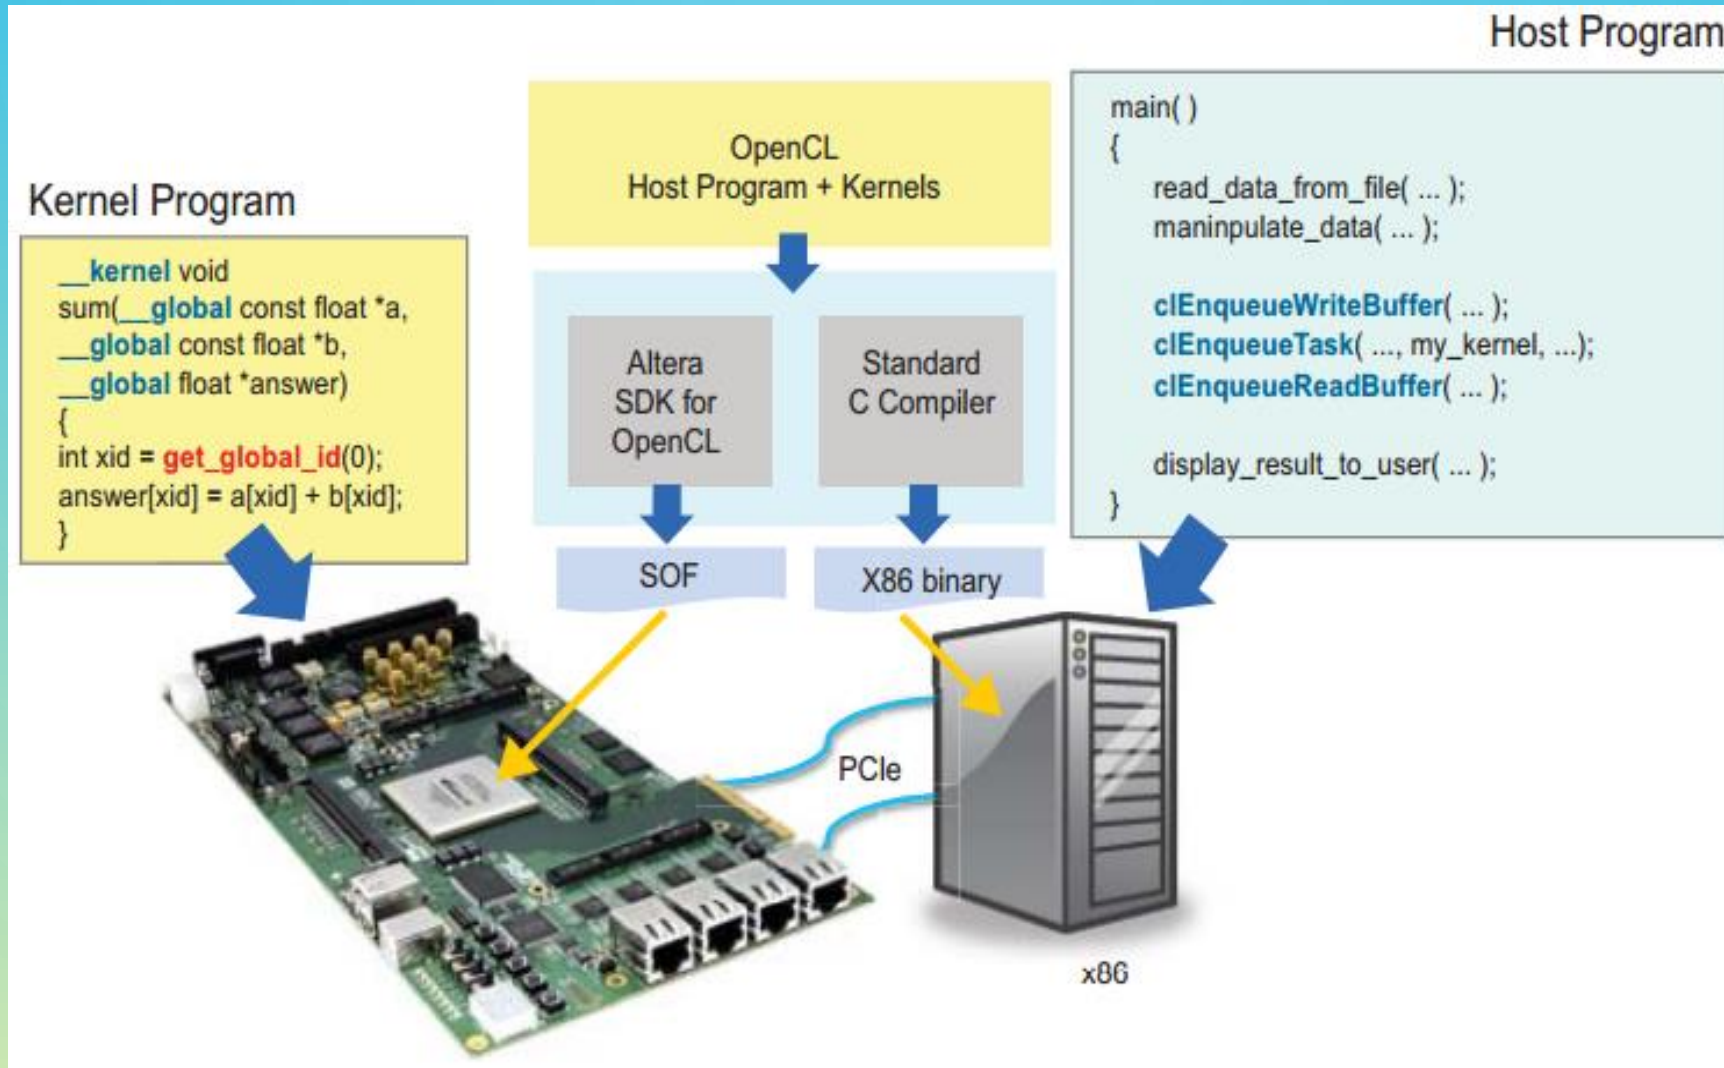 Host Program
Kernel Program
__kernel void
sum(__global const float *a,
__global const float *b,
__global float *answer)
{
int xid = get_global_id(0);
answer[xid] = a[xid] + b[xid];
}
OpenCL
Host Program + Kernels
Altera
SDK for
OpenCL
Standard
C Compiler
SOF
X86 binary
main( )
{
read_data_from_file( ... );
maninpulate_data( ... );
clEnqueueWriteBuffer( ... );
clEnqueueTask( ..., my_kernel, ...);
clEnqueueReadBuffer( ... );
display_result_to_user( ... );
}
PCIe
x86